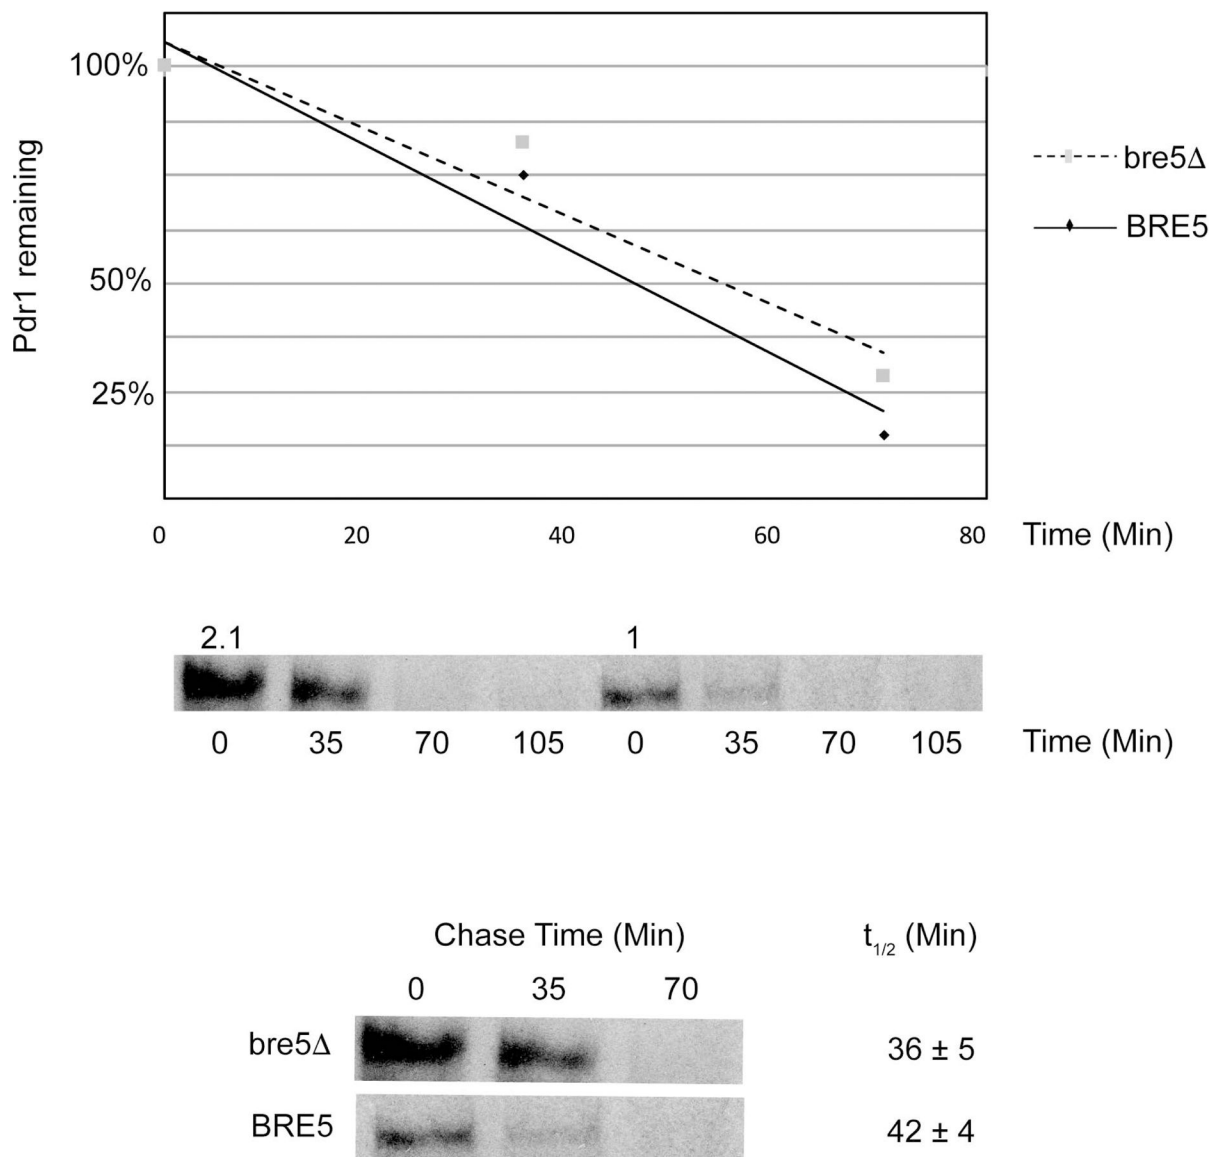 100%
50%
25%
Pdr1 remaining
bre5Δ
BRE5
0 20 40 60 80 Time (Min)
2.1 1
0 35 70 105 0 35 70 105 Time (Min)
Chase Time (Min) t1/2 (Min)
0 35 70
bre5Δ 36 ± 5
BRE5 42 ± 4